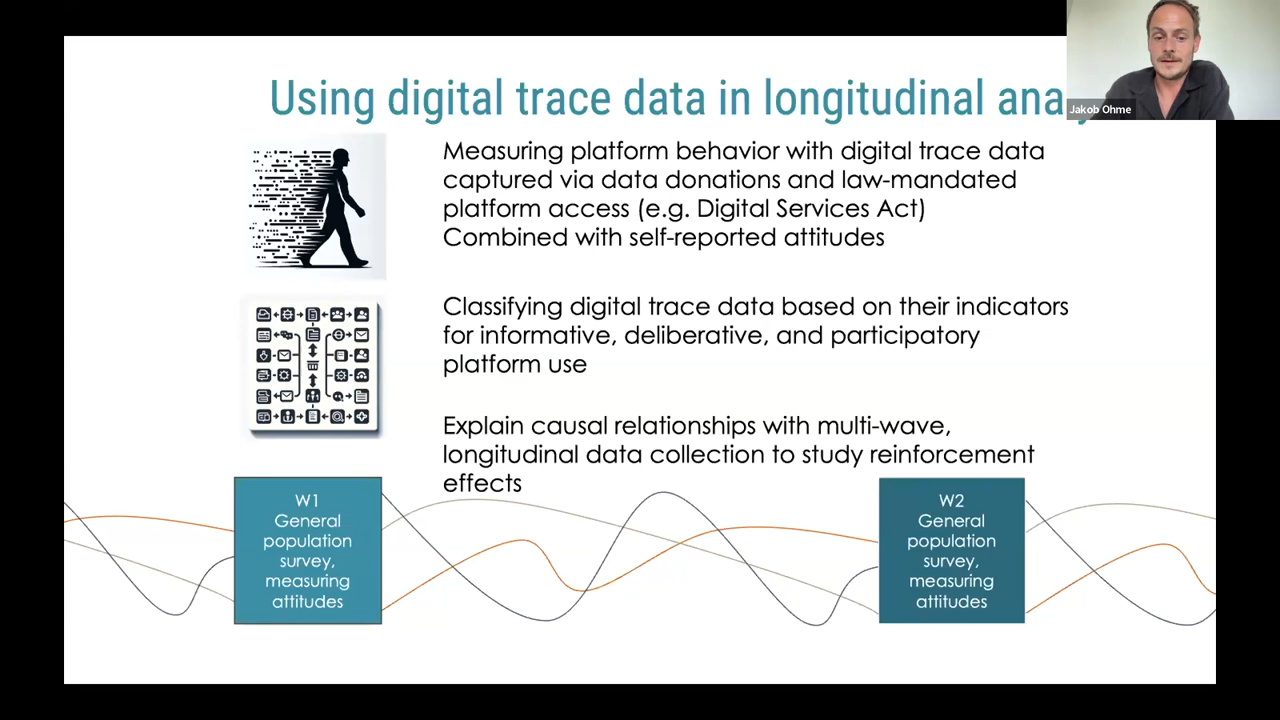 Using digital trace data in longitudinal
Jakob Ohme
Measuring platform behavior with digital trace data
captured via data donations and law-mandated
platform access (e.g. Digital Services Act)
Combined with self-reported attitudes
Classifying digital trace data based on their indicators
for informative, deliberative, and participatory
platform use
Explain causal relationships with multi-wave,
longitudinal data collection to study reinforcement
effects
W1
General
population
survey,
measuring
attitudes
W2
General
population
survey,
measuring
attitudes